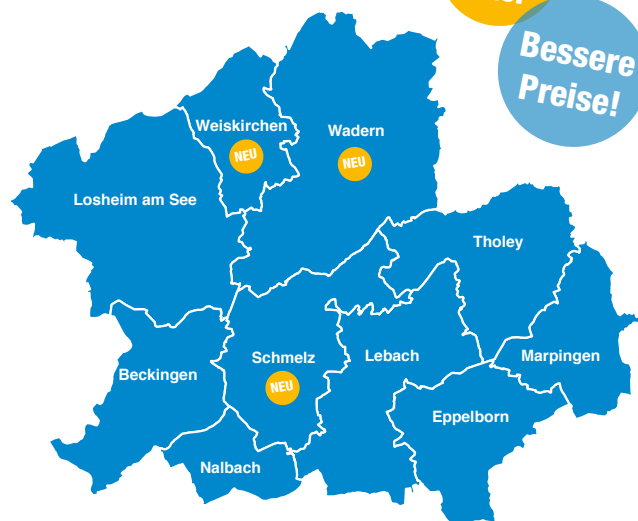 Bessere
Preise!
Weiskirchen
NEU
Wadern
NEU
Losheim am See
Tholey
Schmelz
NEU
Lebach
Marpingen
Beckingen
Eppelborn
Nalbach